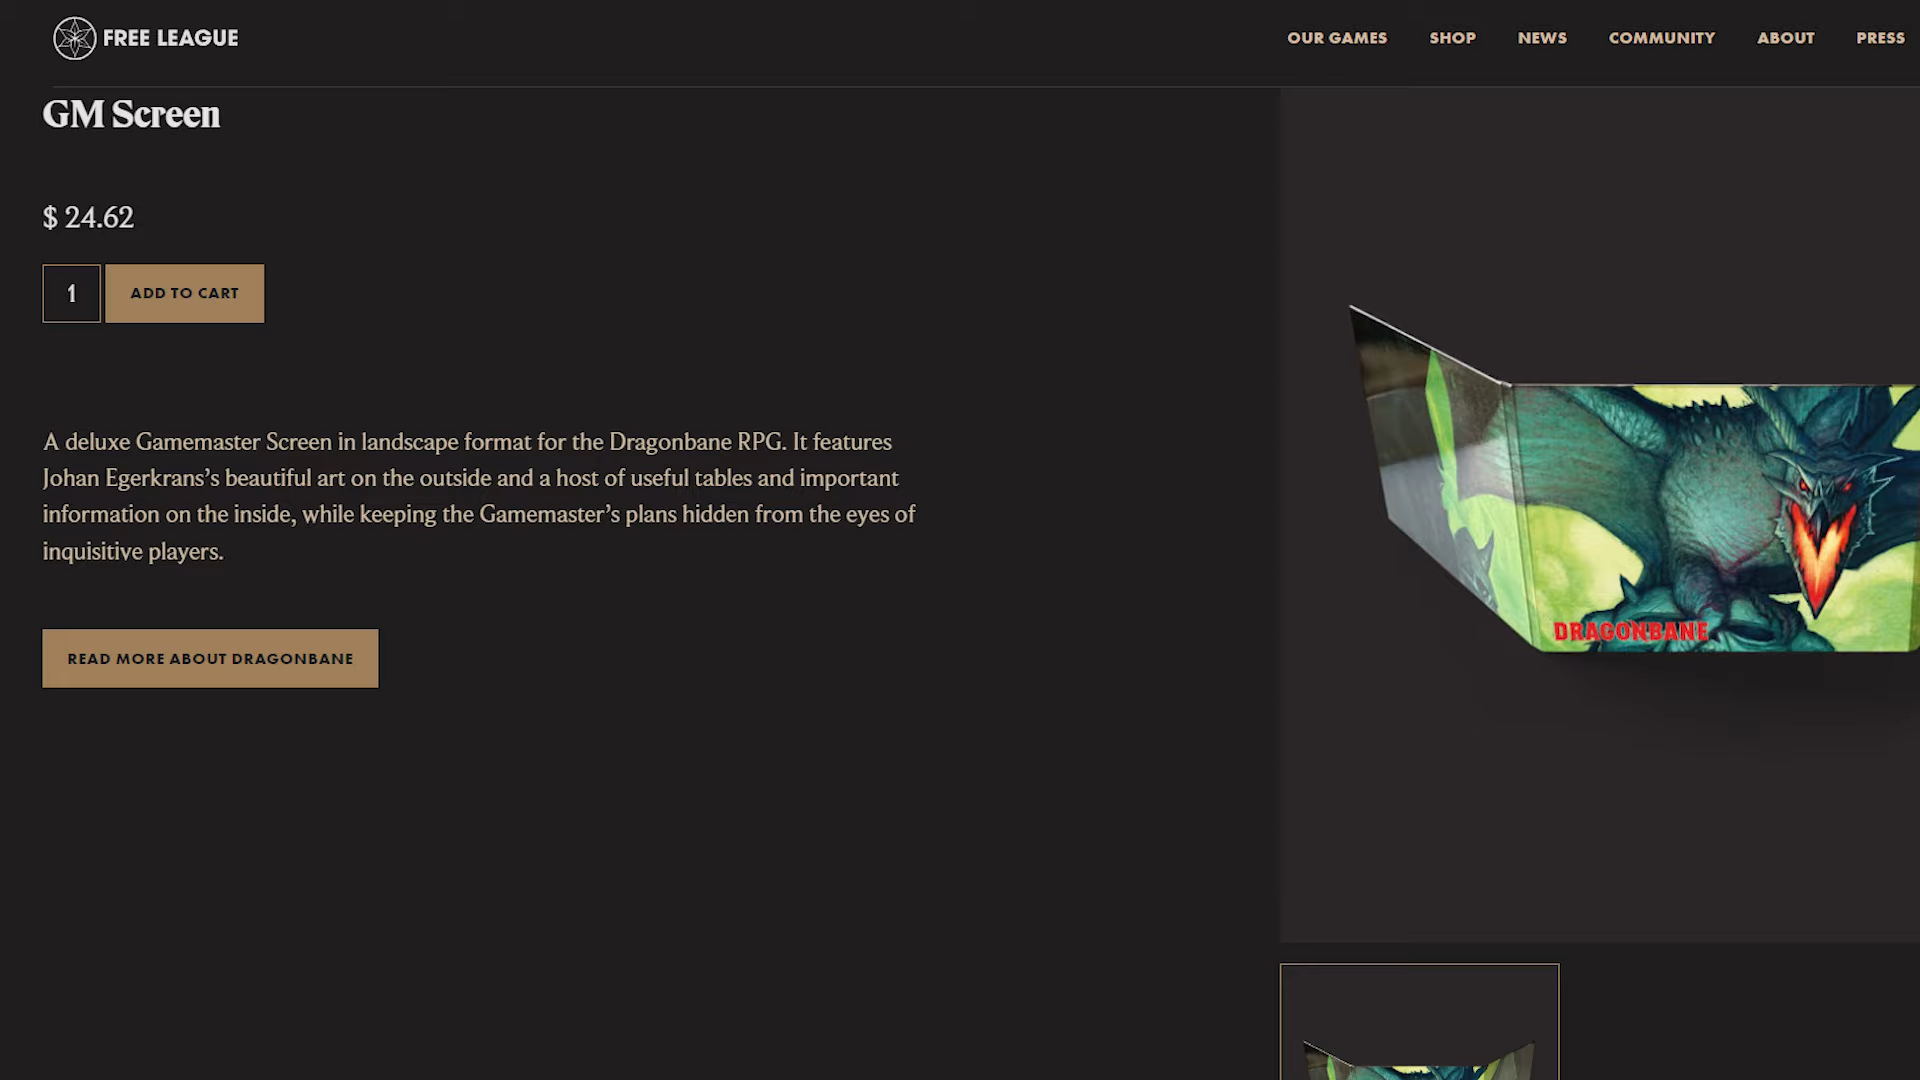 FREE LEAGUE
OUR GAMES
SHOP
NEWS
COMMUNITY
ABOUT
PRESS
GM Screen
$ 24.62
1
ADD TO CART
A deluxe Gamemaster Screen in landscape format for the Dragonbane RPG. It features
Johan Egerkrans’s beautiful art on the outside and a host of useful tables and important
information on the inside, while keeping the Gamemaster’s plans hidden from the eyes of
inquisitive players.
READ MORE ABOUT DRAGONBANE
DRAGONBANE